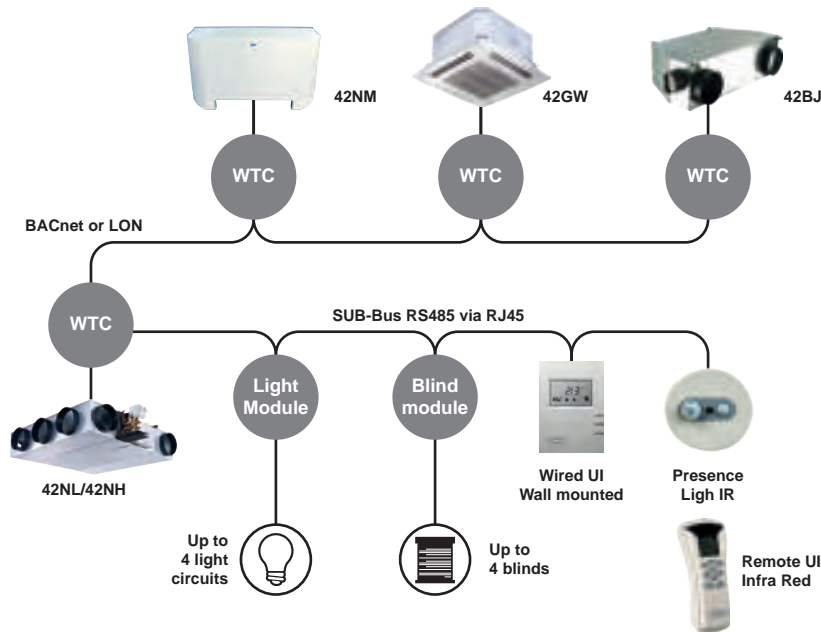 42NM
42GW
42BJ
WTC
WTC
WTC
BACnet or LON
WTC
SUB-Bus RS485 via RJ45
Light
Module
Blind
module
42NL/42NH
Wired UI
Wall mounted
Presence
Ligh IR
Up to
4 light
circuits
Up to
4 blinds
Remote UI
Infra Red